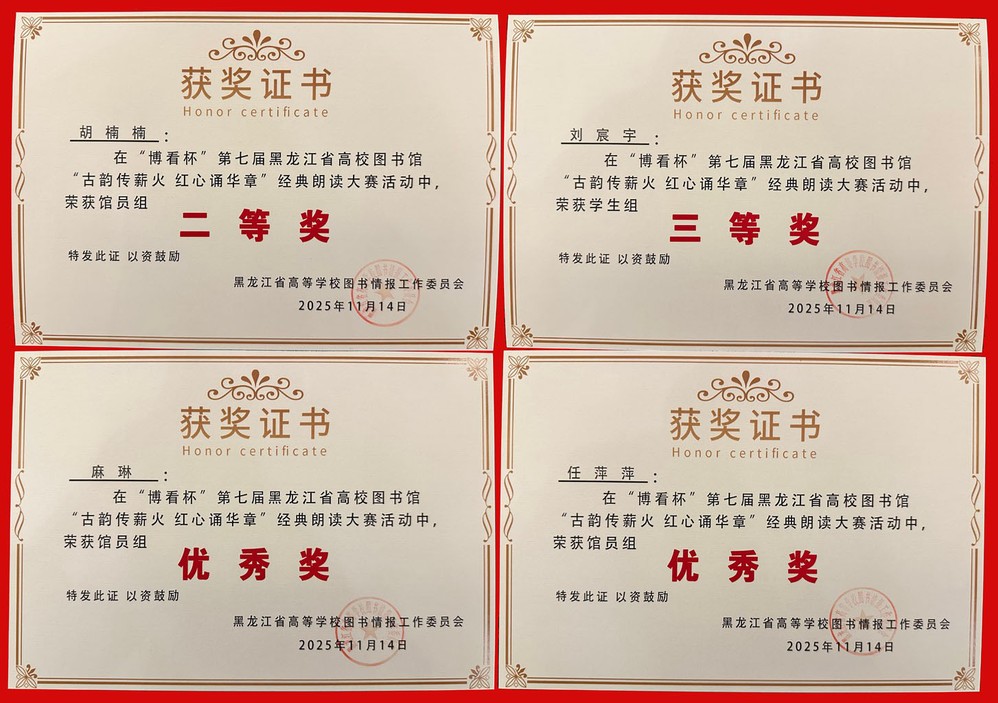 获奖证书
Honor certificate
胡楠楠：
在“博看杯”第七届黑龙江省高校图书馆
“古韵传薪火 红心诵华章”经典朗读大赛活动中，
荣获馆员组
二等奖
特发此证 以资鼓励
黑龙江省高等学校图书情报工作委员会
2025年11月14日
获奖证书
Honor certificate
刘宸宇：
在“博看杯”第七届黑龙江省高校图书馆
“古韵传薪火 红心诵华章”经典朗读大赛活动中，
荣获学生组
三等奖
特发此证 以资鼓励
黑龙江省高等学校图书情报工作委员会
2025年11月14日
获奖证书
Honor certificate
麻琳：
在“博看杯”第七届黑龙江省高校图书馆
“古韵传薪火 红心诵华章”经典朗读大赛活动中，
荣获馆员组
优秀奖
特发此证 以资鼓励
黑龙江省高等学校图书情报工作委员会
2025年11月14日
获奖证书
Honor certificate
任萍萍：
在“博看杯”第七届黑龙江省高校图书馆
“古韵传薪火 红心诵华章”经典朗读大赛活动中，
荣获馆员组
优秀奖
特发此证 以资鼓励
黑龙江省高等学校图书情报工作委员会
2025年11月14日